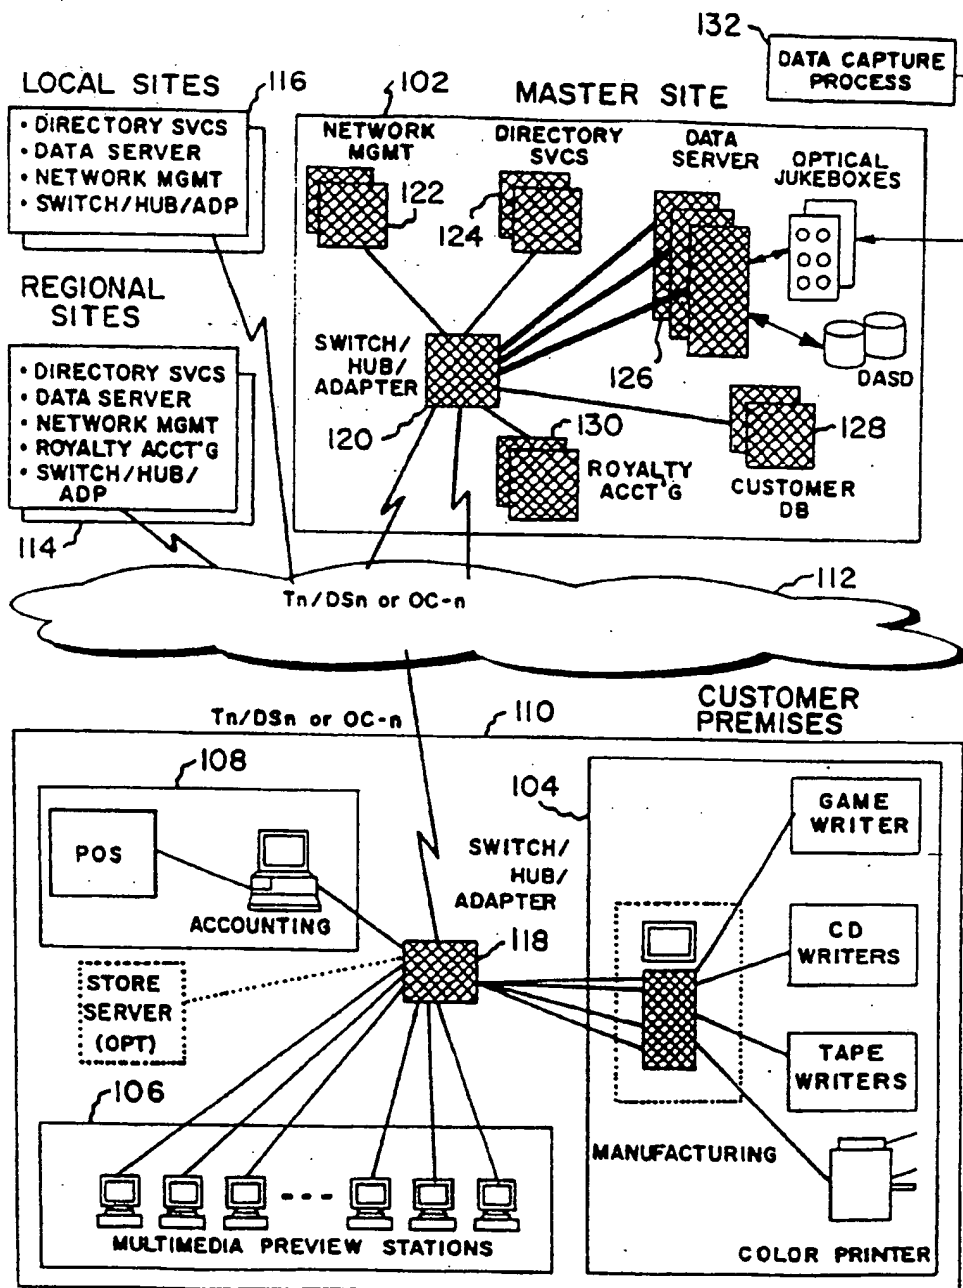 132
DATA CAPTURE
PROCESS
LOCAL SITES
116
• DIRECTORY SVCS
• DATA SERVER
• NETWORK MGMT
• SWITCH/HUB/ADP
102
MASTER SITE
NETWORK
MGMT
122
DIRECTORY
SVCS
124
DATA
SERVER
126
OPTICAL
JUKEBOXES
DASD
REGIONAL
SITES
• DIRECTORY SVCS
• DATA SERVER
• NETWORK MGMT
• ROYALTY ACCT'G
• SWITCH/HUB/
ADP
114
SWITCH/
HUB/
ADAPTER
120
130
ROYALTY
ACCT'G
128
CUSTOMER
DB
112
Tn/DSn or OC-n
Tn/DSn or OC-n
110
CUSTOMER
PREMISES
108
POS
ACCOUNTING
SWITCH/
HUB/
ADAPTER
118
STORE
SERVER
(OPT)
104
GAME
WRITER
CD
WRITERS
TAPE
WRITERS
MANUFACTURING
COLOR PRINTER
106
MULTIMEDIA PREVIEW STATIONS